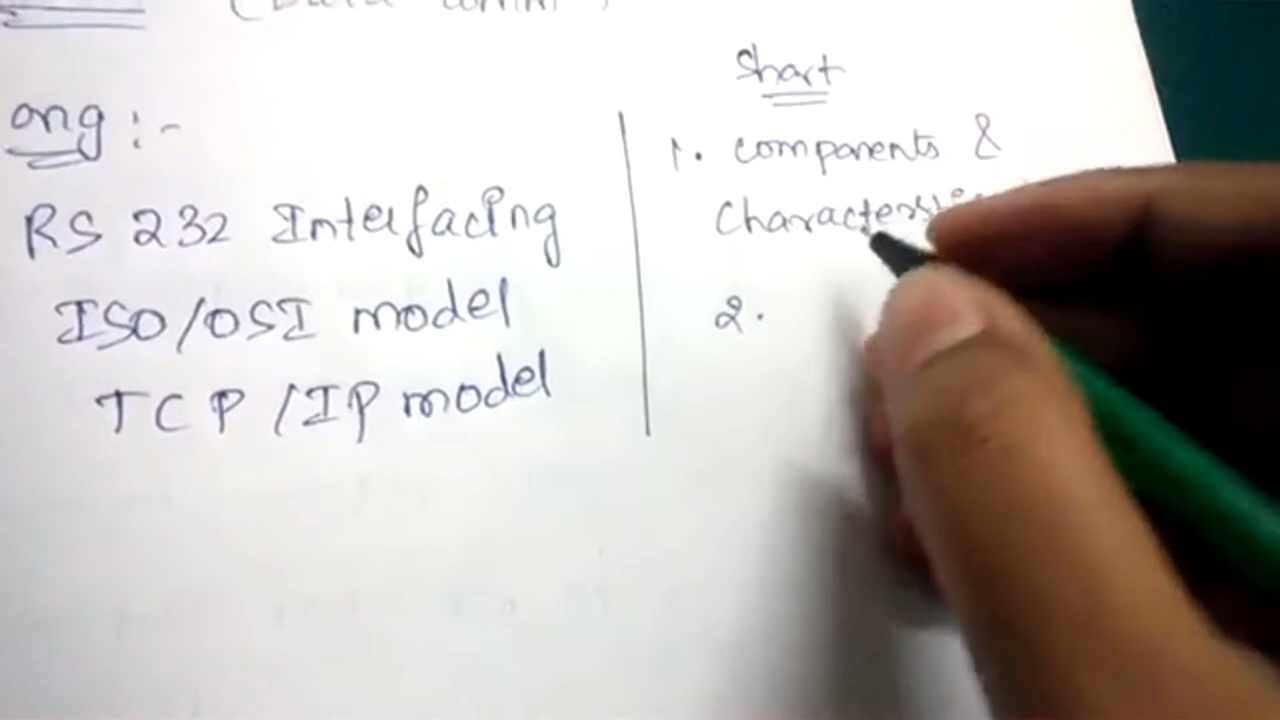 ong :-
RS 232 Interfacing
ISO/OSI model
TCP/IP model
Short
1. Components &
2.